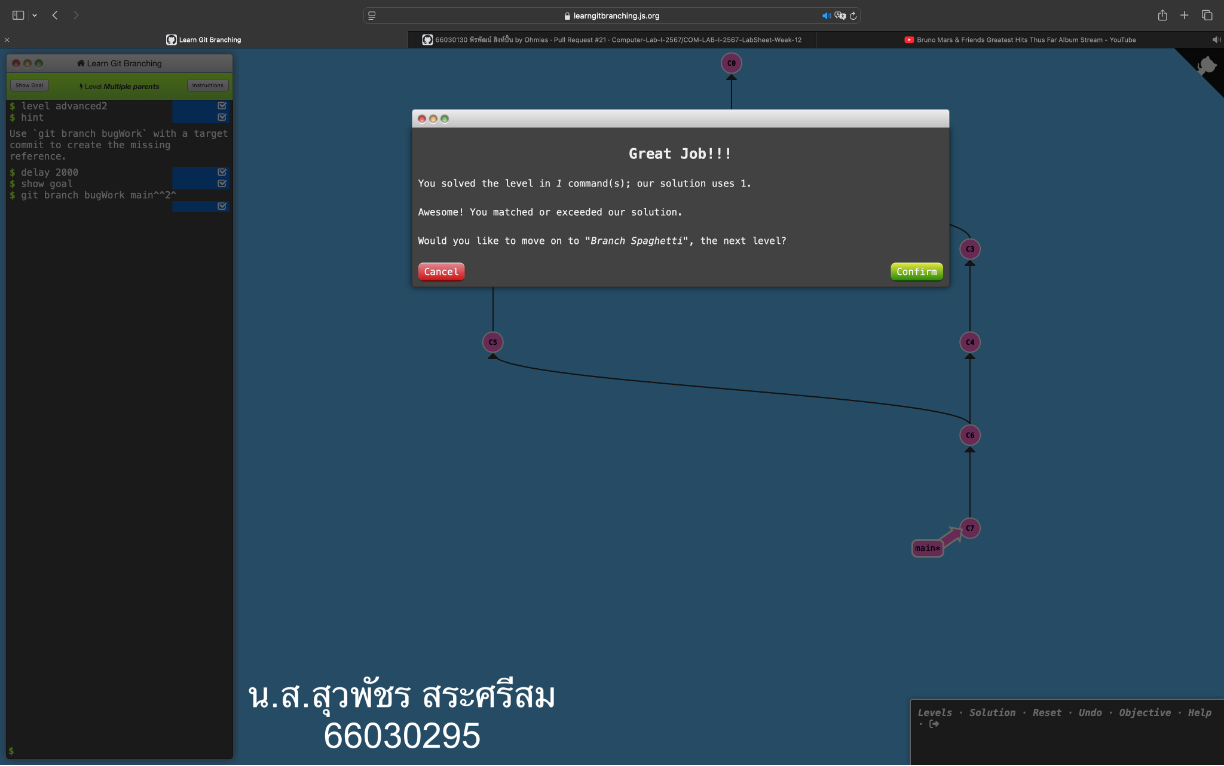 learngitbranching.js.org
Learn Git Branching
66030130 พีรพัฒน์ สิงห์ปั้น by Ohmies · Pull Request #21 · Computer-Lab-I-2567/COM-LAB-I-2567-LabSheet-Week-12
Bruno Mars & Friends Greatest Hits Thus Far Album Stream - YouTube
Learn Git Branching
Show Goal
Level Multiple parents
Instructions
$ level advanced2
$ hint
Use `git branch bugWork` with a target
commit to create the missing
reference.
$ delay 2000
$ show goal
$ git branch bugWork main^^2^
$
C0
Great Job!!!
You solved the level in 1 command(s); our solution uses 1.
Awesome! You matched or exceeded our solution.
Would you like to move on to "Branch Spaghetti", the next level?
Cancel
Confirm
C3
C5
C4
C6
C7
main*
น.ส.สุวพัชร สระศรีสม
66030295
Levels · Solution · Reset · Undo · Objective · Help
·